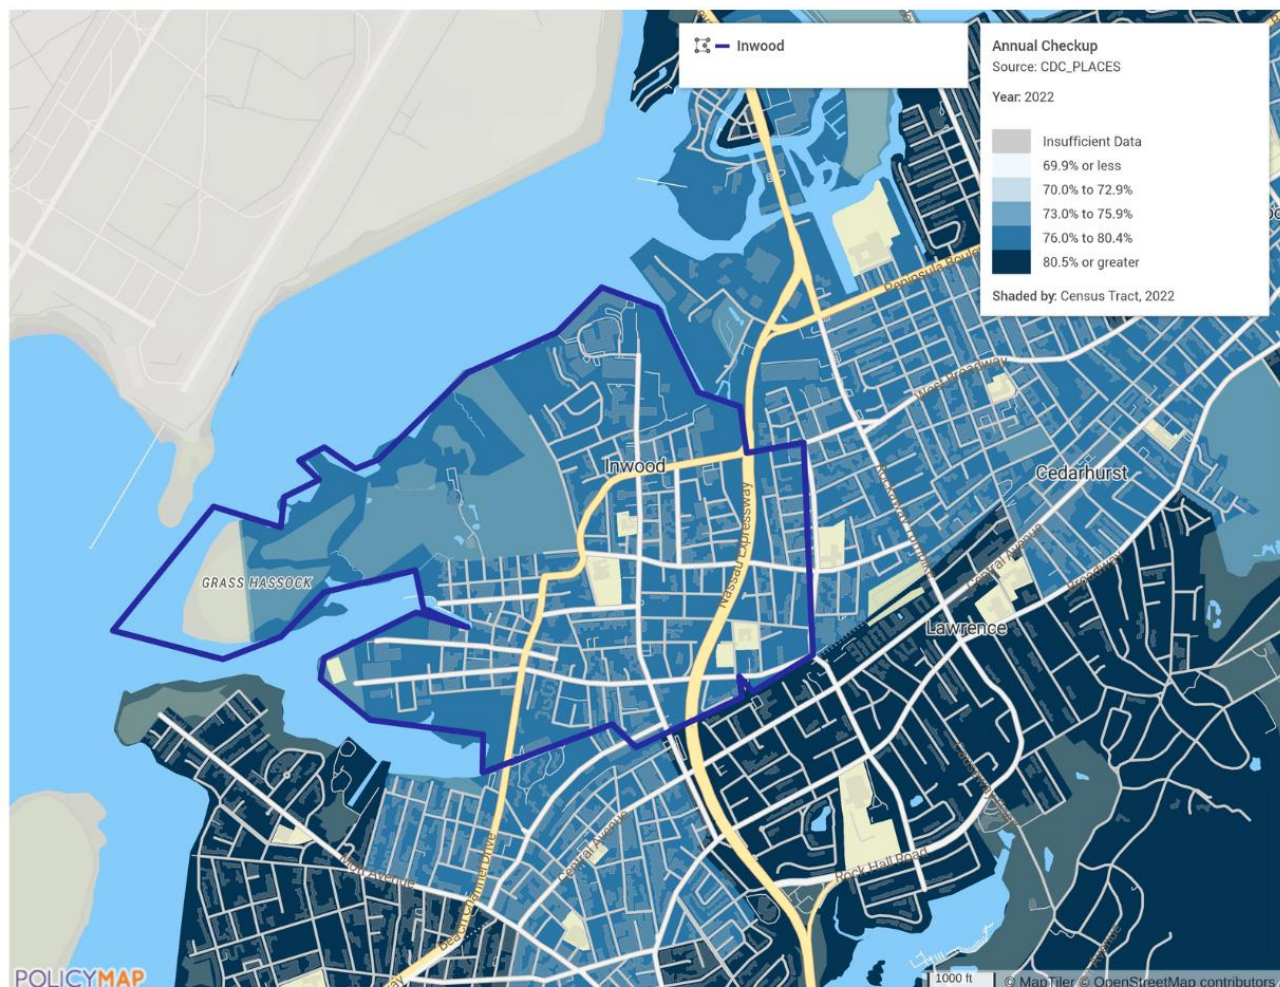 Inwood
Annual Checkup
Source: CDC_PLACES
Year: 2022
Insufficient Data
69.9% or less
70.0% to 72.9%
73.0% to 75.9%
76.0% to 80.4%
80.5% or greater
Shaded by: Census Tract, 2022
West Broadway
Inwood
Cedarhurst
Nassau Expressway
GRASS HASSOCK
Central Avenue
Broadway
Lawrence
Central Avenue
Mott Avenue
Beach Channel Drive
Rock Hall Road
POLICYMAP
1000 ft
© MapTiler © OpenStreetMap contributors